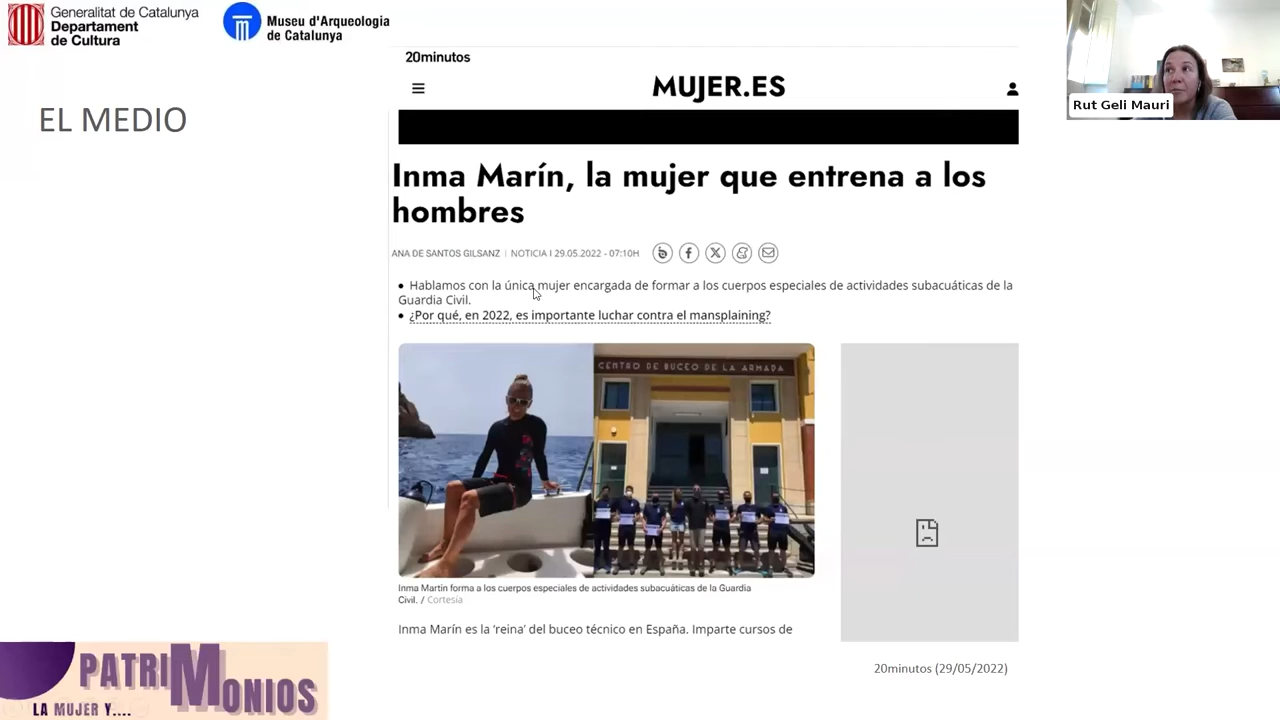 Generalitat de Catalunya
Departament
de Cultura
Museu d'Arqueologia
de Catalunya
EL MEDIO
20minutos
MUJER.ES
Inma Marín, la mujer que entrena a los
hombres
ANA DE SANTOS GILSANZ | NOTICIA | 29.05.2022 - 07:10H
• Hablamos con la única mujer encargada de formar a los cuerpos especiales de actividades subacuáticas de la
Guardia Civil.
• ¿Por qué, en 2022, es importante luchar contra el mansplaining?
CENTRO DE BUCEO DE LA ARMADA
Inma Martin forma a los cuerpos especiales de actividades subacuáticas de la Guardia
Civil. / Cortesía
Inma Marín es la 'reina' del buceo técnico en España. Imparte cursos de
20minutos (29/05/2022)
Rut Geli Mauri
PATRIMONIOS
LA MUJER Y....